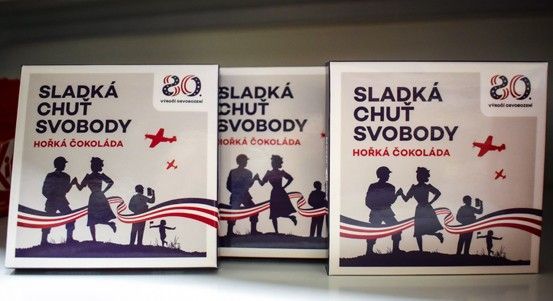 SLADKÁ
CHUŤ
SVOBODY
HOŘKÁ ČOKOLÁDA
80.
VÝROČÍ OSVOBOZENÍ
SLADKÁ
CHUŤ
SVOBODY
HOŘKÁ ČOKOLÁDA
SLADKÁ
CHUŤ
SVOBODY
HOŘKÁ ČOKOLÁDA
80.
VÝROČÍ OSVOBOZENÍ